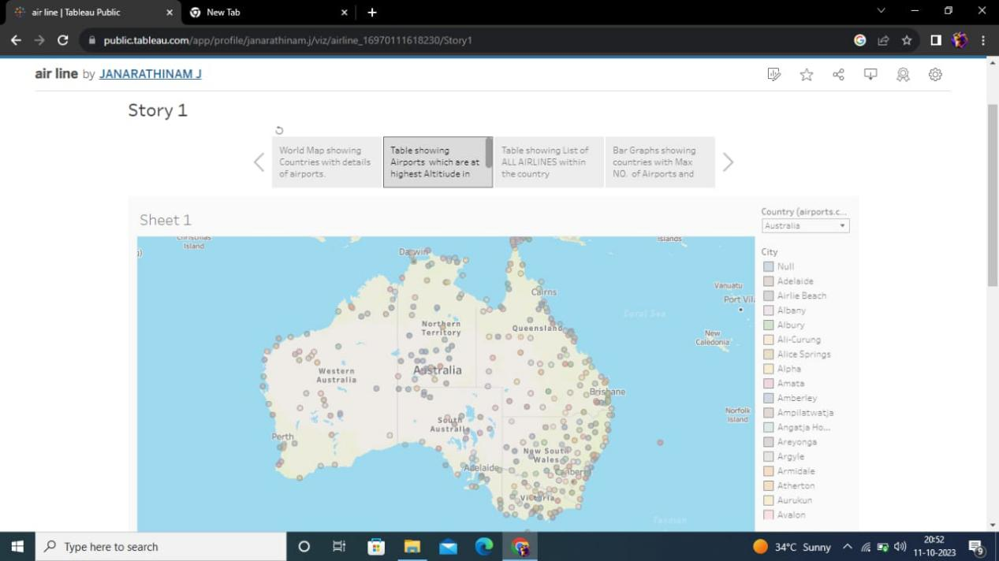 air line | Tableau Public
New Tab
public.tableau.com/app/profile/janarathinam.j/viz/airline_16970111618230/Story1
air line by JANARATHINAM J
Story 1
World Map showing
Countries with details
of airports.
Table showing
Airports which are at
highest Altitiude in
Table showing List of
ALL AIRLINES within
the country
Bar Graphs showing
countries with Max
NO. of Airports and
Sheet 1
Country (airports.c...
Australia
City
Null
Adelaide
Airlie Beach
Albany
Albury
Ali-Curung
Alice Springs
Alpha
Amata
Amberley
Ampilatwatja
Angatja Ho...
Areyonga
Argyle
Armidale
Atherton
Aurukun
Avalon
Christmas
Island
Islands
Darwin
Cairns
Vanuatu
Port Vil
Coral Sea
Northern
Territory
Queensland
New
Caledonia
Western
Australia
Australia
Brisbane
Norfolk
Island
South
Australia
Perth
New South
Wales
Adelaide
Canberra
Victoria
Tasman
Type here to search
34°C Sunny
20:52
11-10-2023
9